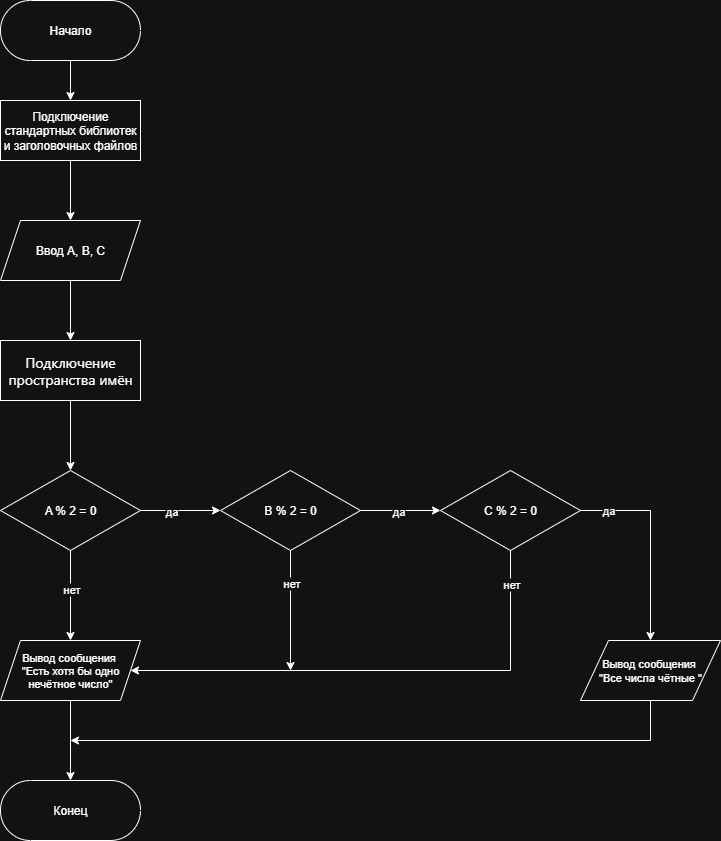 Начало
Подключение
стандартных библиотек
и заголовочных файлов
Ввод A, B, C
Подключение
пространства имён
A % 2 = 0
да
B % 2 = 0
да
C % 2 = 0
да
нет
нет
нет
Вывод сообщения
"Есть хотя бы одно
нечётное число"
Вывод сообщения
"Все числа чётные "
Конец